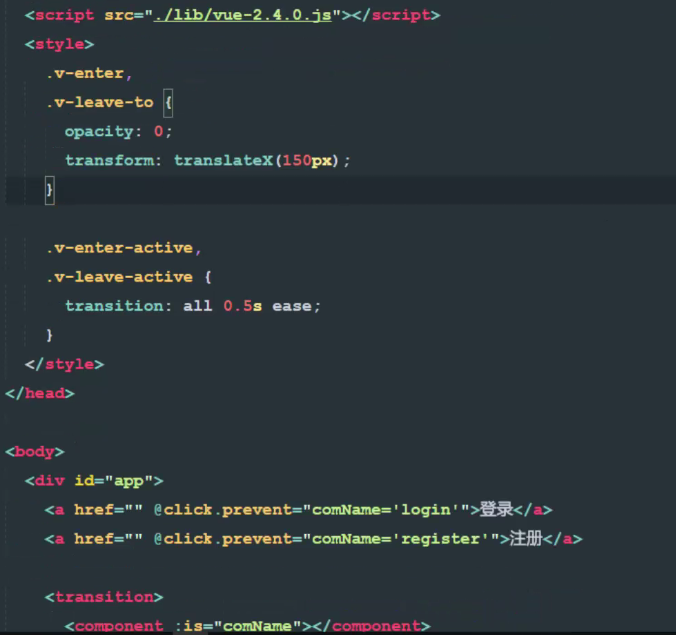 <script src="./lib/vue-2.4.0.js"></script>
<style>
.v-enter,
.v-leave-to {
opacity: 0;
transform: translateX(150px);
}
.v-enter-active,
.v-leave-active {
transition: all 0.5s ease;
}
</style>
</head>
<body>
<div id="app">
<a href="" @click.prevent="comName='login'">登录</a>
<a href="" @click.prevent="comName='register'">注册</a>
<transition>
<component :is="comName"></component>